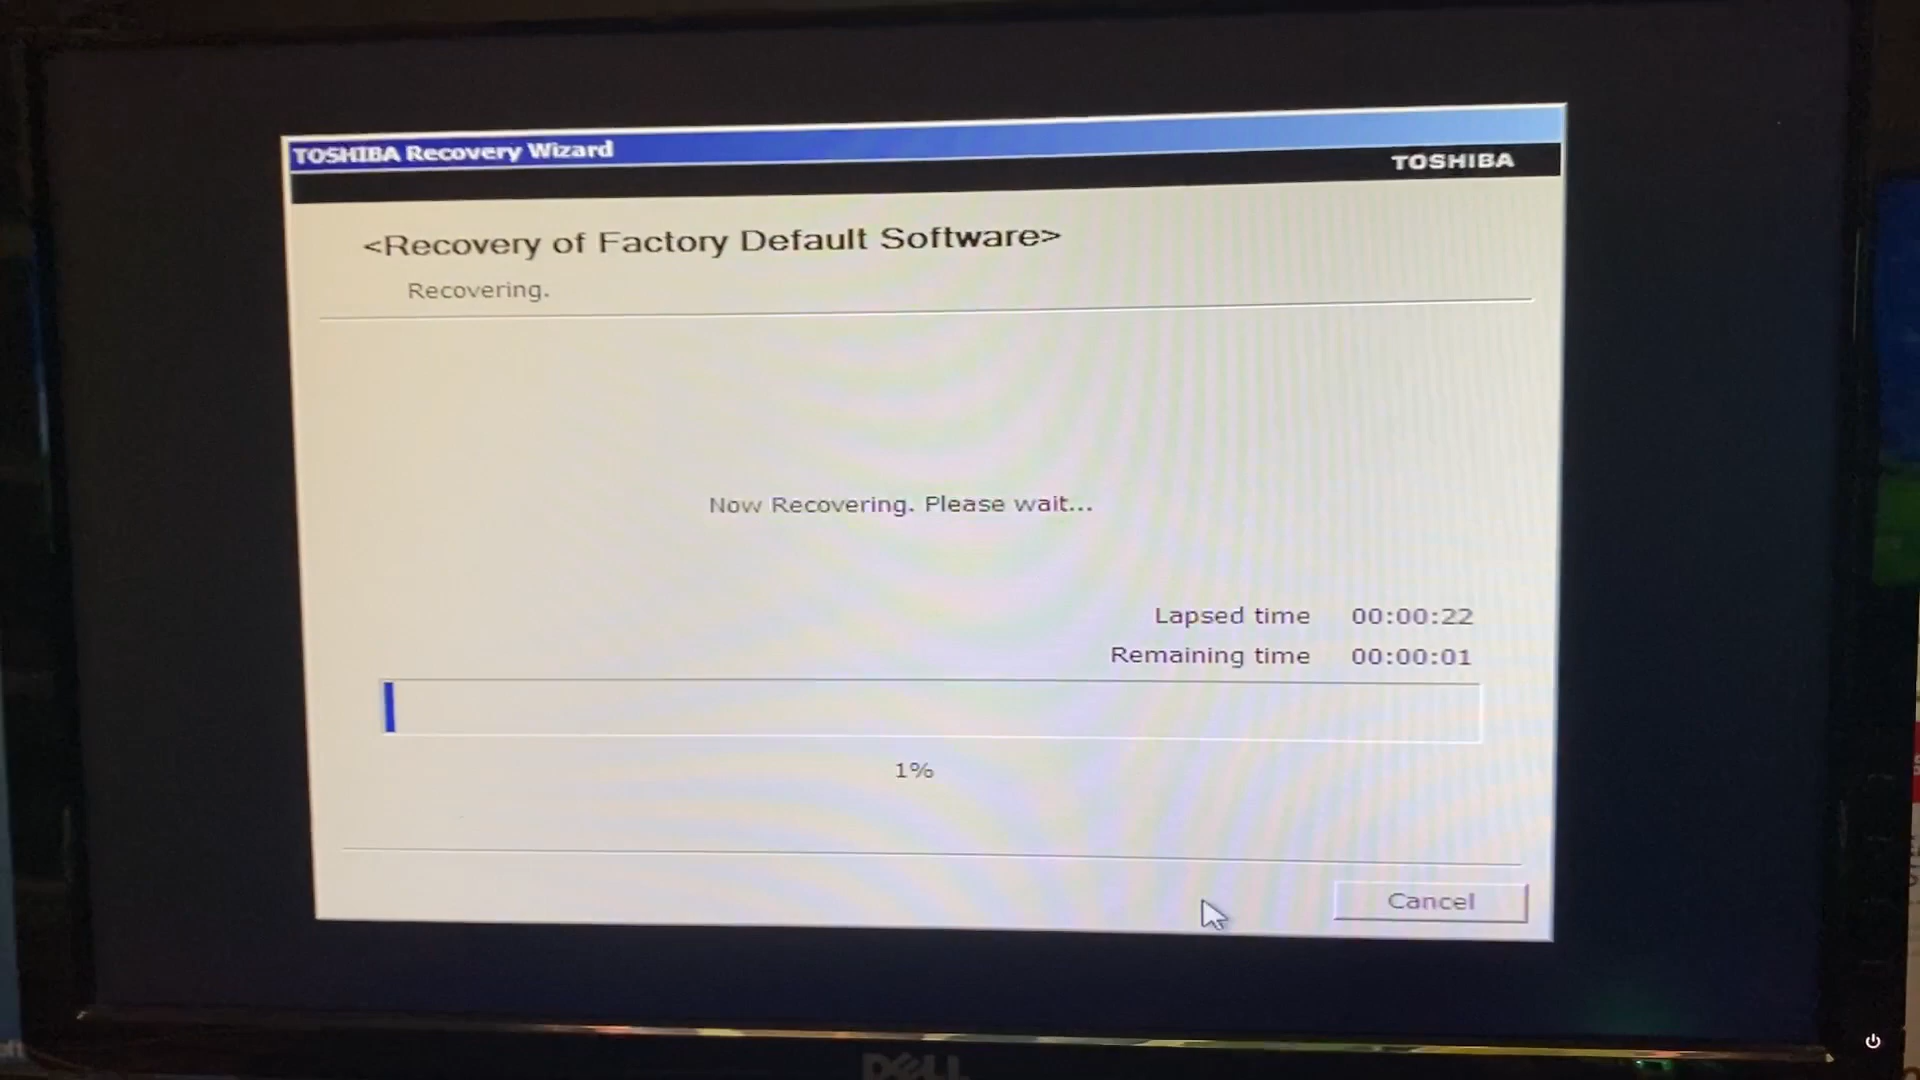 TOSHIBA Recovery Wizard
TOSHIBA
<Recovery of Factory Default Software>
Recovering.
Now Recovering. Please wait...
Lapsed time 00:00:22
Remaining time 00:00:01
1%
Cancel
DELL